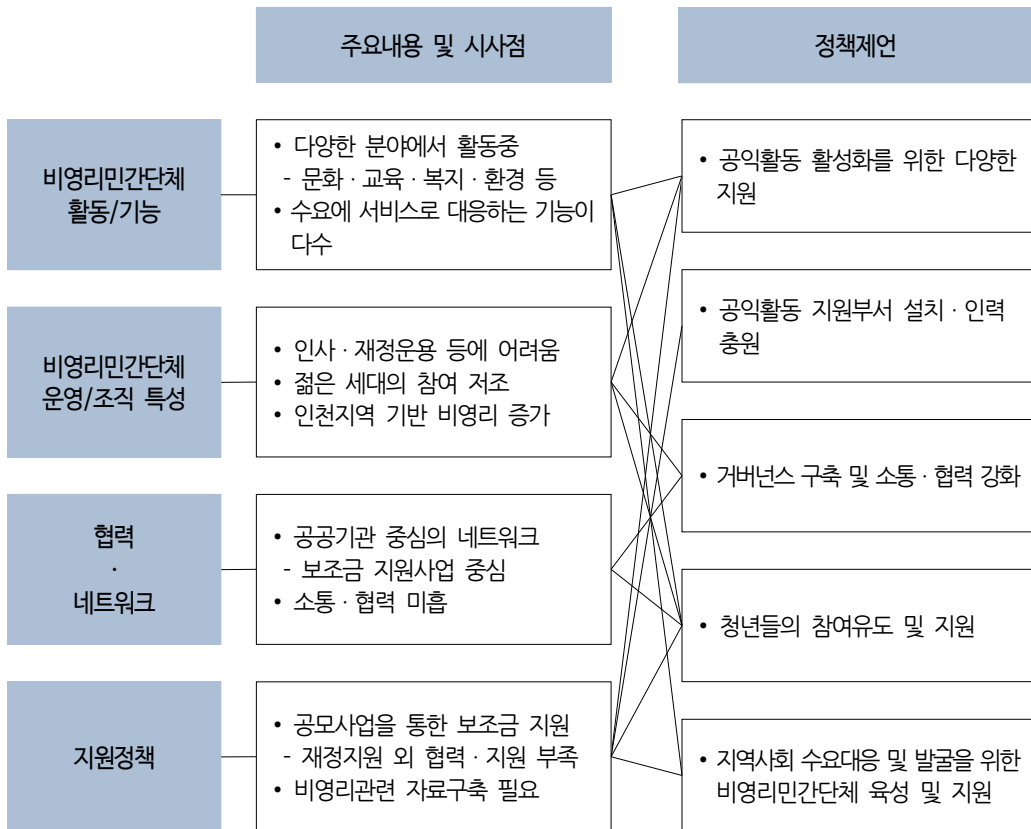 주요내용 및 시사점
정책제언
비영리민간단체
활동/기능
• 다양한 분야에서 활동중
- 문화·교육·복지·환경 등
• 수요에 서비스로 대응하는 기능이
다수
• 공익활동 활성화를 위한 다양한
지원
비영리민간단체
운영/조직 특성
• 인사·재정운용 등에 어려움
• 젊은 세대의 참여 저조
• 인천지역 기반 비영리 증가
• 공익활동 지원부서 설치·인력
충원
• 거버넌스 구축 및 소통·협력 강화
협력
·
네트워크
• 공공기관 중심의 네트워크
- 보조금 지원사업 중심
• 소통·협력 미흡
• 청년들의 참여유도 및 지원
지원정책
• 공모사업을 통한 보조금 지원
- 재정지원 외 협력·지원 부족
• 비영리관련 자료구축 필요
• 지역사회 수요대응 및 발굴을 위한
비영리민간단체 육성 및 지원